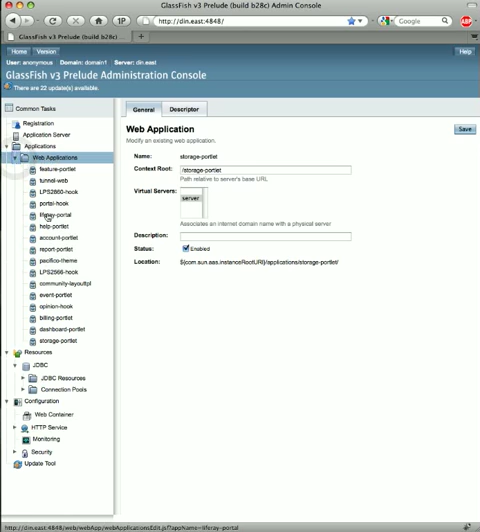 GlassFish v3 Prelude (build b28c) Admin Console
1P
http://din.east:4848/
Google
ABP
GlassFish v3 Prelude (build b28c) ...
Home
Version
Help
User: anonymous Domain: domain1 Server: din.east
GlassFish v3 Prelude Administration Console
There are 22 update(s) available.
Common Tasks
Registration
Application Server
Applications
Web Applications
feature-portlet
tunnel-web
LPS2860-hook
portal-hook
liferay-portal
help-portlet
account-portlet
report-portlet
pacifico-theme
LPS2566-hook
community-layouttpl
event-portlet
opinion-hook
billing-portlet
dashboard-portlet
storage-portlet
Resources
JDBC
JDBC Resources
Connection Pools
Configuration
Web Container
HTTP Service
Monitoring
Security
Update Tool
General
Descriptor
Web Application
Save
Modify an existing web application.
Name: storage-portlet
Context Root: /storage-portlet
Path relative to server's base URL
Virtual Servers: server
Associates an internet domain name with a physical server
Description:
Status: Enabled
Location: ${com.sun.aas.instanceRootURI}/applications/storage-portlet/
http://din.east:4848/web/webApp/webApplicationsEdit.jsf?appName=liferay-portal